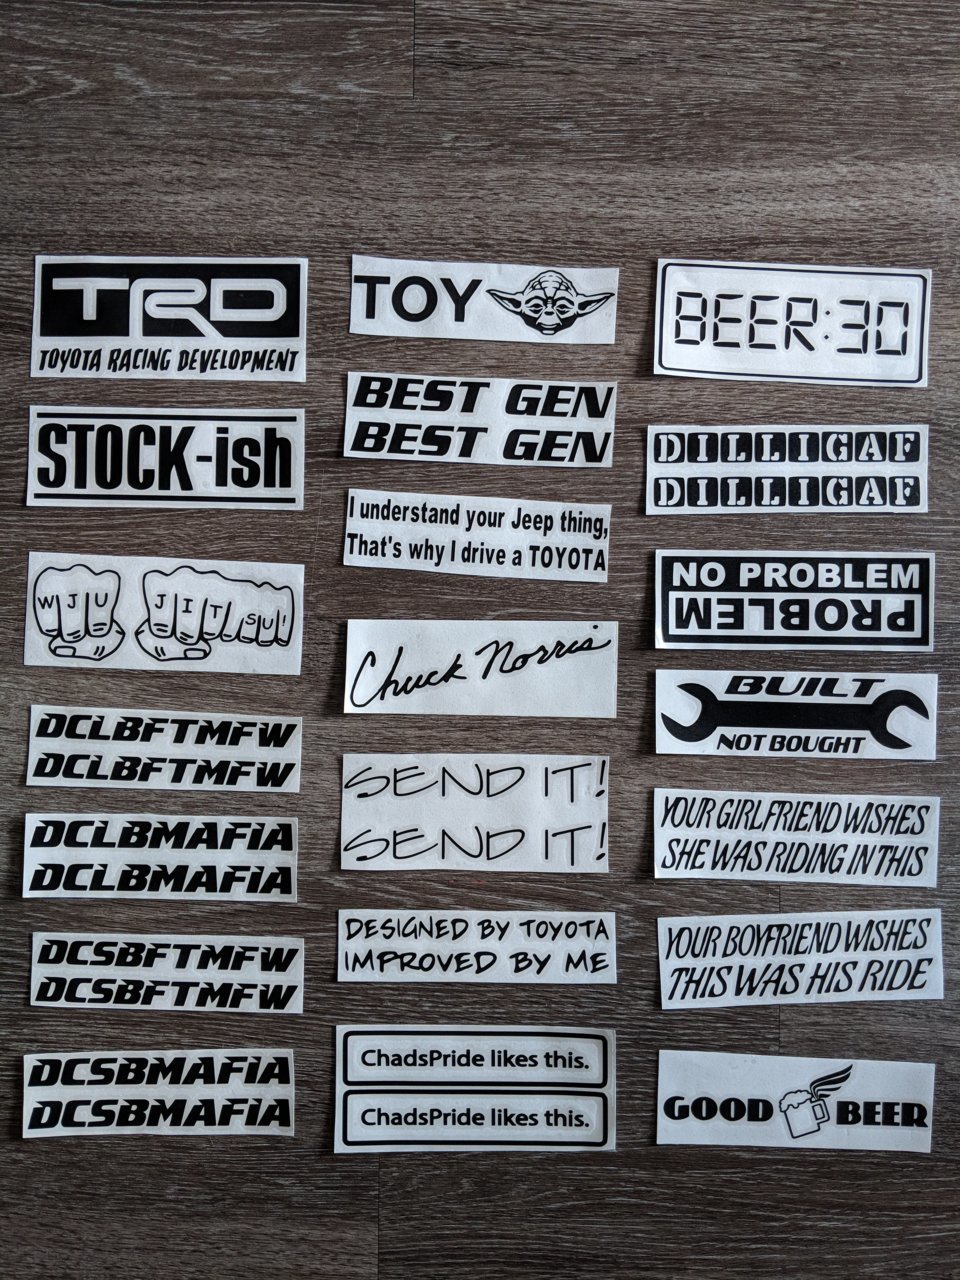 TRD
TOYOTA RACING DEVELOPMENT
STOCK-ish
WJU JITSU!
DCLBFTMFW
DCLBFTMFW
DCLBMAFiA
DCLBMAFiA
DCSBFTMFW
DCSBFTMFW
DCSBMAFiA
DCSBMAFiA
TOY
BEST GEN
BEST GEN
I understand your Jeep thing,
That's why I drive a TOYOTA
Chuck Norris
SEND IT!
SEND IT!
DESIGNED BY TOYOTA
IMPROVED BY ME
ChadsPride likes this.
ChadsPride likes this.
BEER:30
DILLIGAF
DILLIGAF
NO PROBLEM
PROBLEM
BUILT
NOT BOUGHT
YOUR GIRLFRIEND WISHES
SHE WAS RIDING IN THIS
YOUR BOYFRIEND WISHES
THIS WAS HIS RIDE
GOOD BEER